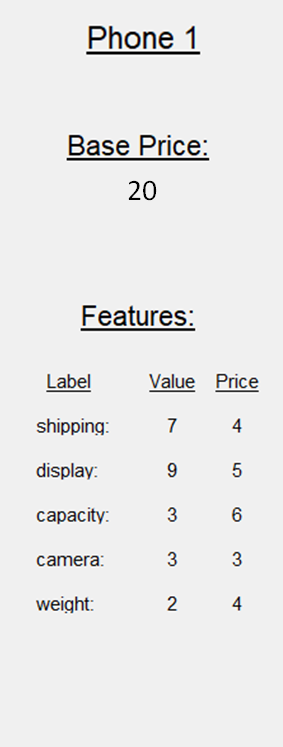 Phone 1
Base Price:
20
Features:
Label Value Price
shipping: 7 4
display: 9 5
capacity: 3 6
camera: 3 3
weight: 2 4